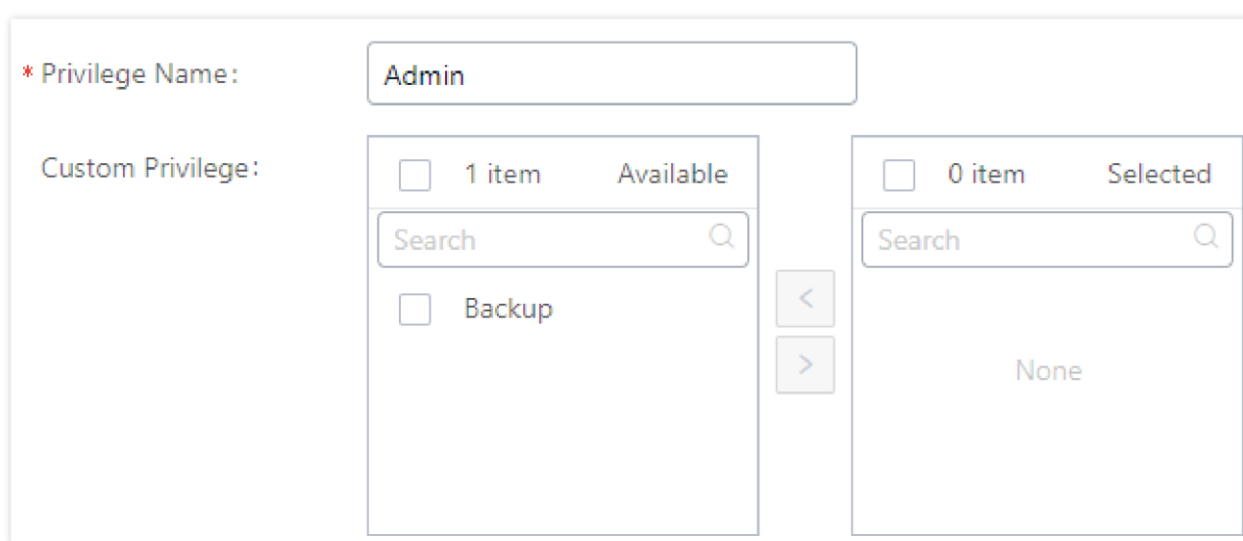 * Privilege Name:
Admin
Custom Privilege:
1 item Available
0 item Selected
Search
Search
Backup
<
>
None